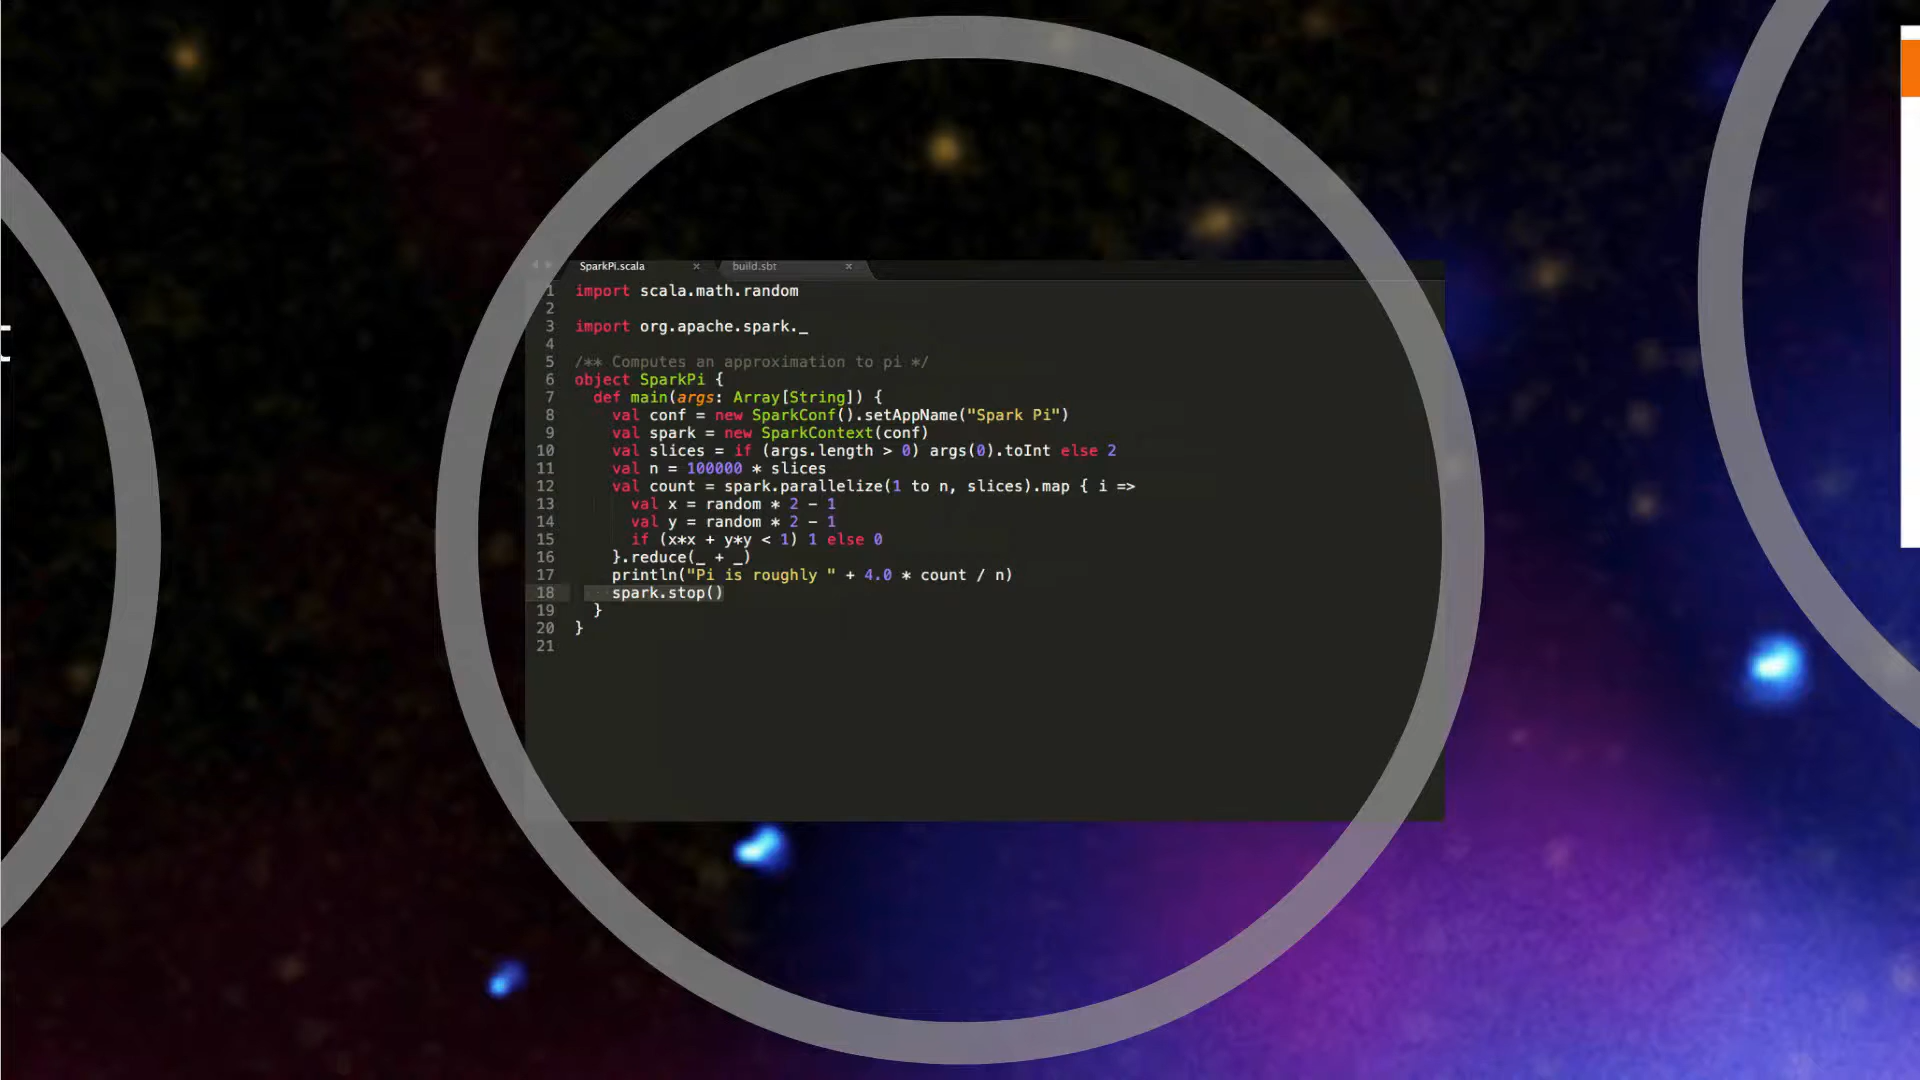 SparkPi.scala × build.sbt ×
1 import scala.math.random
2
3 import org.apache.spark._
4
5 /** Computes an approximation to pi */
6 object SparkPi {
7 def main(args: Array[String]) {
8 val conf = new SparkConf().setAppName("Spark Pi")
9 val spark = new SparkContext(conf)
10 val slices = if (args.length > 0) args(0).toInt else 2
11 val n = 100000 * slices
12 val count = spark.parallelize(1 to n, slices).map { i =>
13 val x = random * 2 - 1
14 val y = random * 2 - 1
15 if (x*x + y*y < 1) 1 else 0
16 }.reduce(_ + _)
17 println("Pi is roughly " + 4.0 * count / n)
18 spark.stop()
19 }
20 }
21